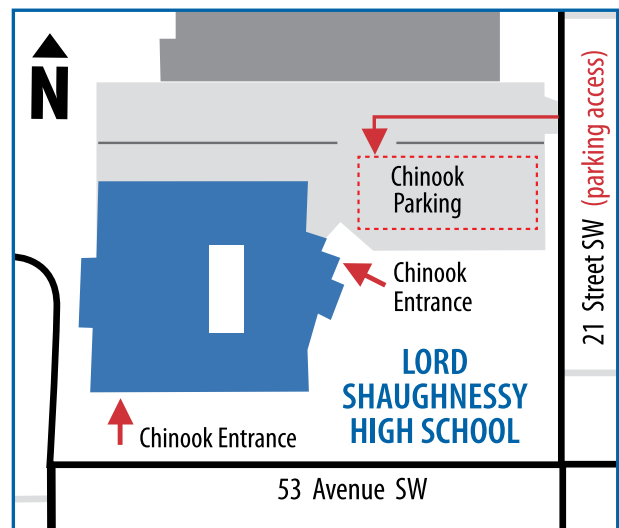 N
Chinook
Parking
21 Street SW (parking access)
Chinook
Entrance
LORD
SHAUGHNESSY
HIGH SCHOOL
Chinook Entrance
53 Avenue SW